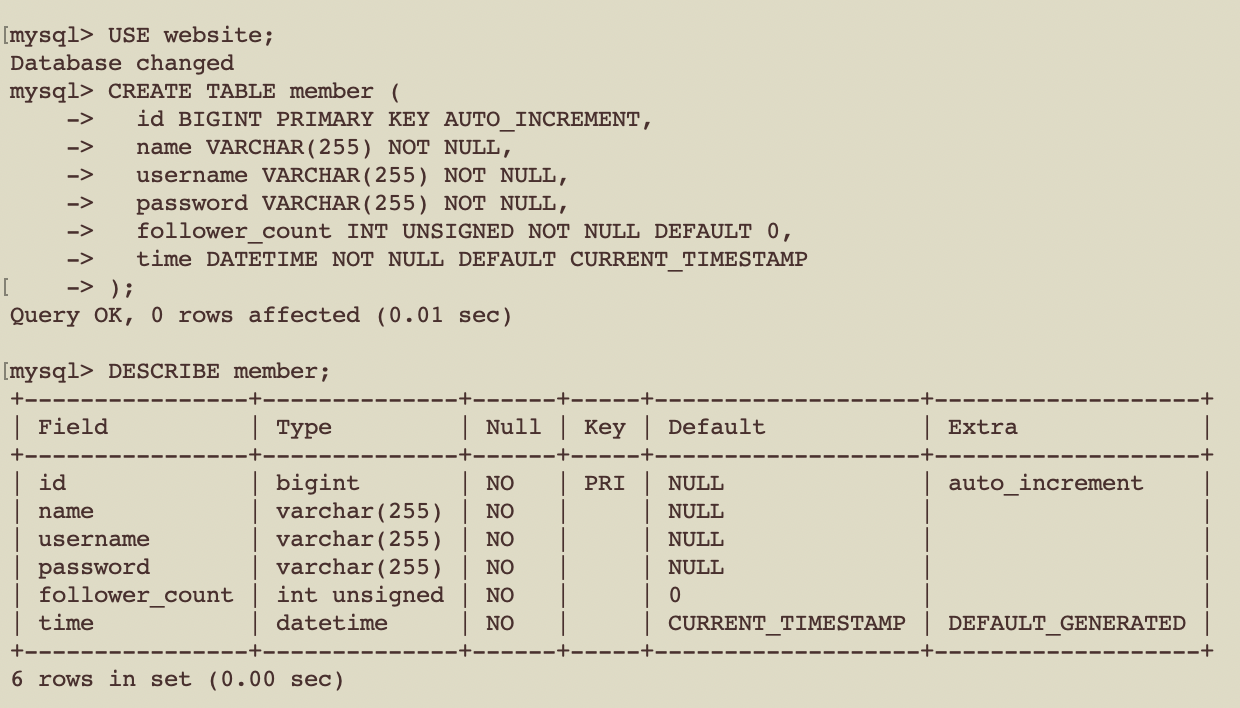 [mysql> USE website;
Database changed
mysql> CREATE TABLE member (
    ->   id BIGINT PRIMARY KEY AUTO_INCREMENT,
    ->   name VARCHAR(255) NOT NULL,
    ->   username VARCHAR(255) NOT NULL,
    ->   password VARCHAR(255) NOT NULL,
    ->   follower_count INT UNSIGNED NOT NULL DEFAULT 0,
    ->   time DATETIME NOT NULL DEFAULT CURRENT_TIMESTAMP
[    -> );
Query OK, 0 rows affected (0.01 sec)

[mysql> DESCRIBE member;
+----------------+--------------+------+-----+-------------------+-------------------+
| Field          | Type         | Null | Key | Default           | Extra             |
+----------------+--------------+------+-----+-------------------+-------------------+
| id             | bigint       | NO   | PRI | NULL              | auto_increment    |
| name           | varchar(255) | NO   |     | NULL              |                   |
| username       | varchar(255) | NO   |     | NULL              |                   |
| password       | varchar(255) | NO   |     | NULL              |                   |
| follower_count | int unsigned | NO   |     | 0                 |                   |
| time           | datetime     | NO   |     | CURRENT_TIMESTAMP | DEFAULT_GENERATED |
+----------------+--------------+------+-----+-------------------+-------------------+
6 rows in set (0.00 sec)